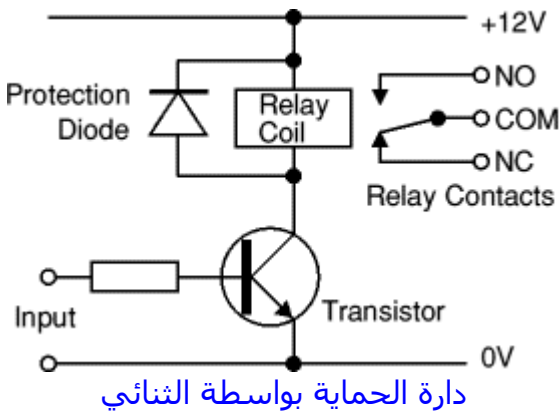 +12V
NO
Protection
Diode
Relay
Coil
COM
NC
Relay Contacts
Input
Transistor
0V
دارة الحماية بواسطة الثنائي